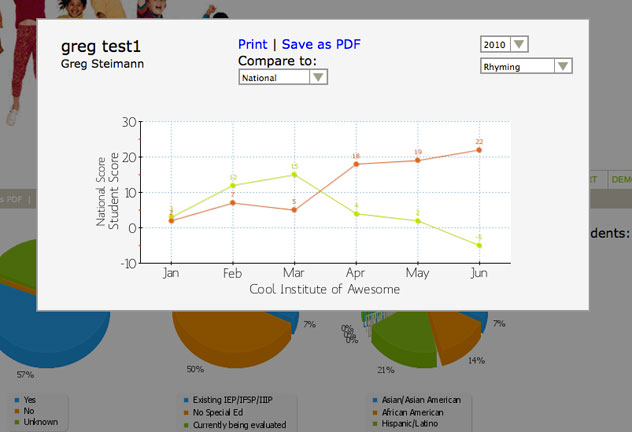 greg test1
Greg Steimann
Print | Save as PDF
Compare to:
National
2010
Rhyming
National Score
Student Score
30
20
10
0
-10
3
12
15
4
2
-5
2
7
5
18
19
22
Jan Feb Mar Apr May Jun
Cool Institute of Awesome
s PDF |
RT DEMO
dents:
57%
Yes
No
Unknown
7%
50%
Existing IEP/IFSP/IIIP
No Special Ed
Currently being evaluated
0%
0%
0%
7%
14%
21%
Asian/Asian American
African American
Hispanic/Latino